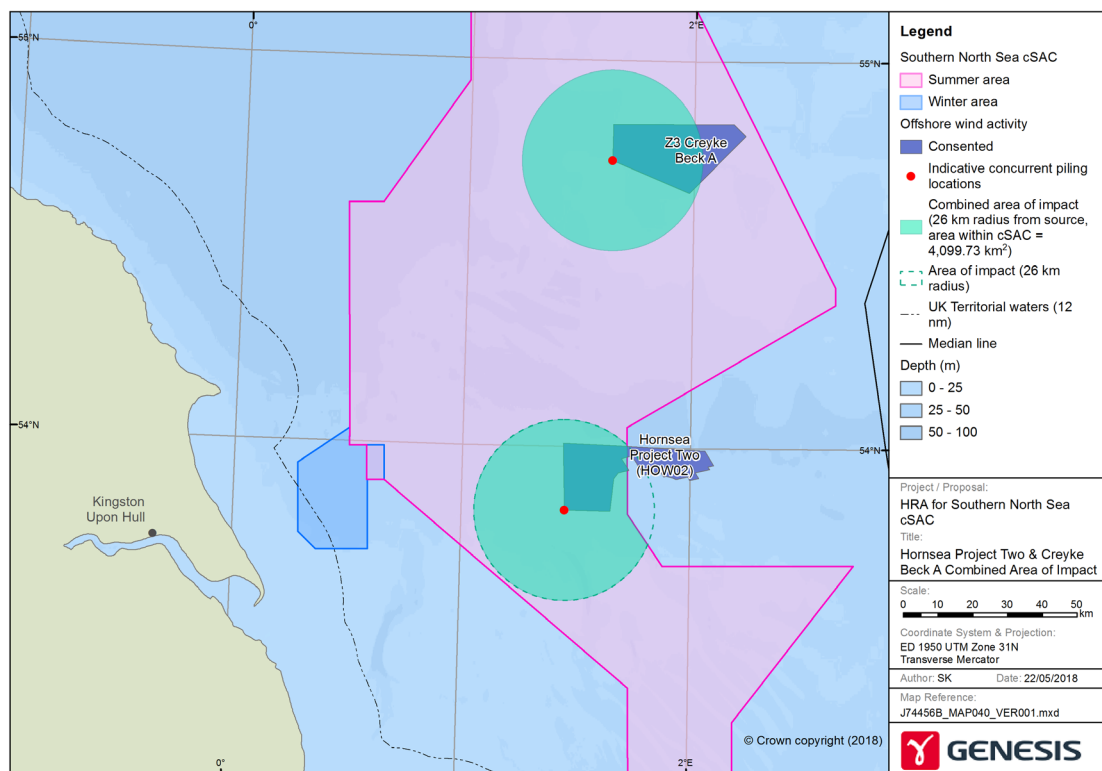 0°
2°E
55°N
55°N
Z3 Creyke
Beck A
54°N
54°N
Hornsea
Project Two
(HOW02)
Kingston
Upon Hull
0°
2°E
© Crown copyright (2018)
Legend
Southern North Sea cSAC
Summer area
Winter area
Offshore wind activity
Consented
Indicative concurrent piling
locations
Combined area of impact
(26 km radius from source,
area within cSAC =
4,099.73 km²)
Area of impact (26 km
radius)
UK Territorial waters (12
nm)
Median line
Depth (m)
0 - 25
25 - 50
50 - 100
Project / Proposal:
HRA for Southern North Sea
cSAC
Title:
Hornsea Project Two & Creyke
Beck A Combined Area of Impact
Scale:
0 10 20 30 40 50
km
Coordinate System & Projection:
ED 1950 UTM Zone 31N
Transverse Mercator
Author: SK Date: 22/05/2018
Map Reference:
J74456B_MAP040_VER001.mxd
GENESIS